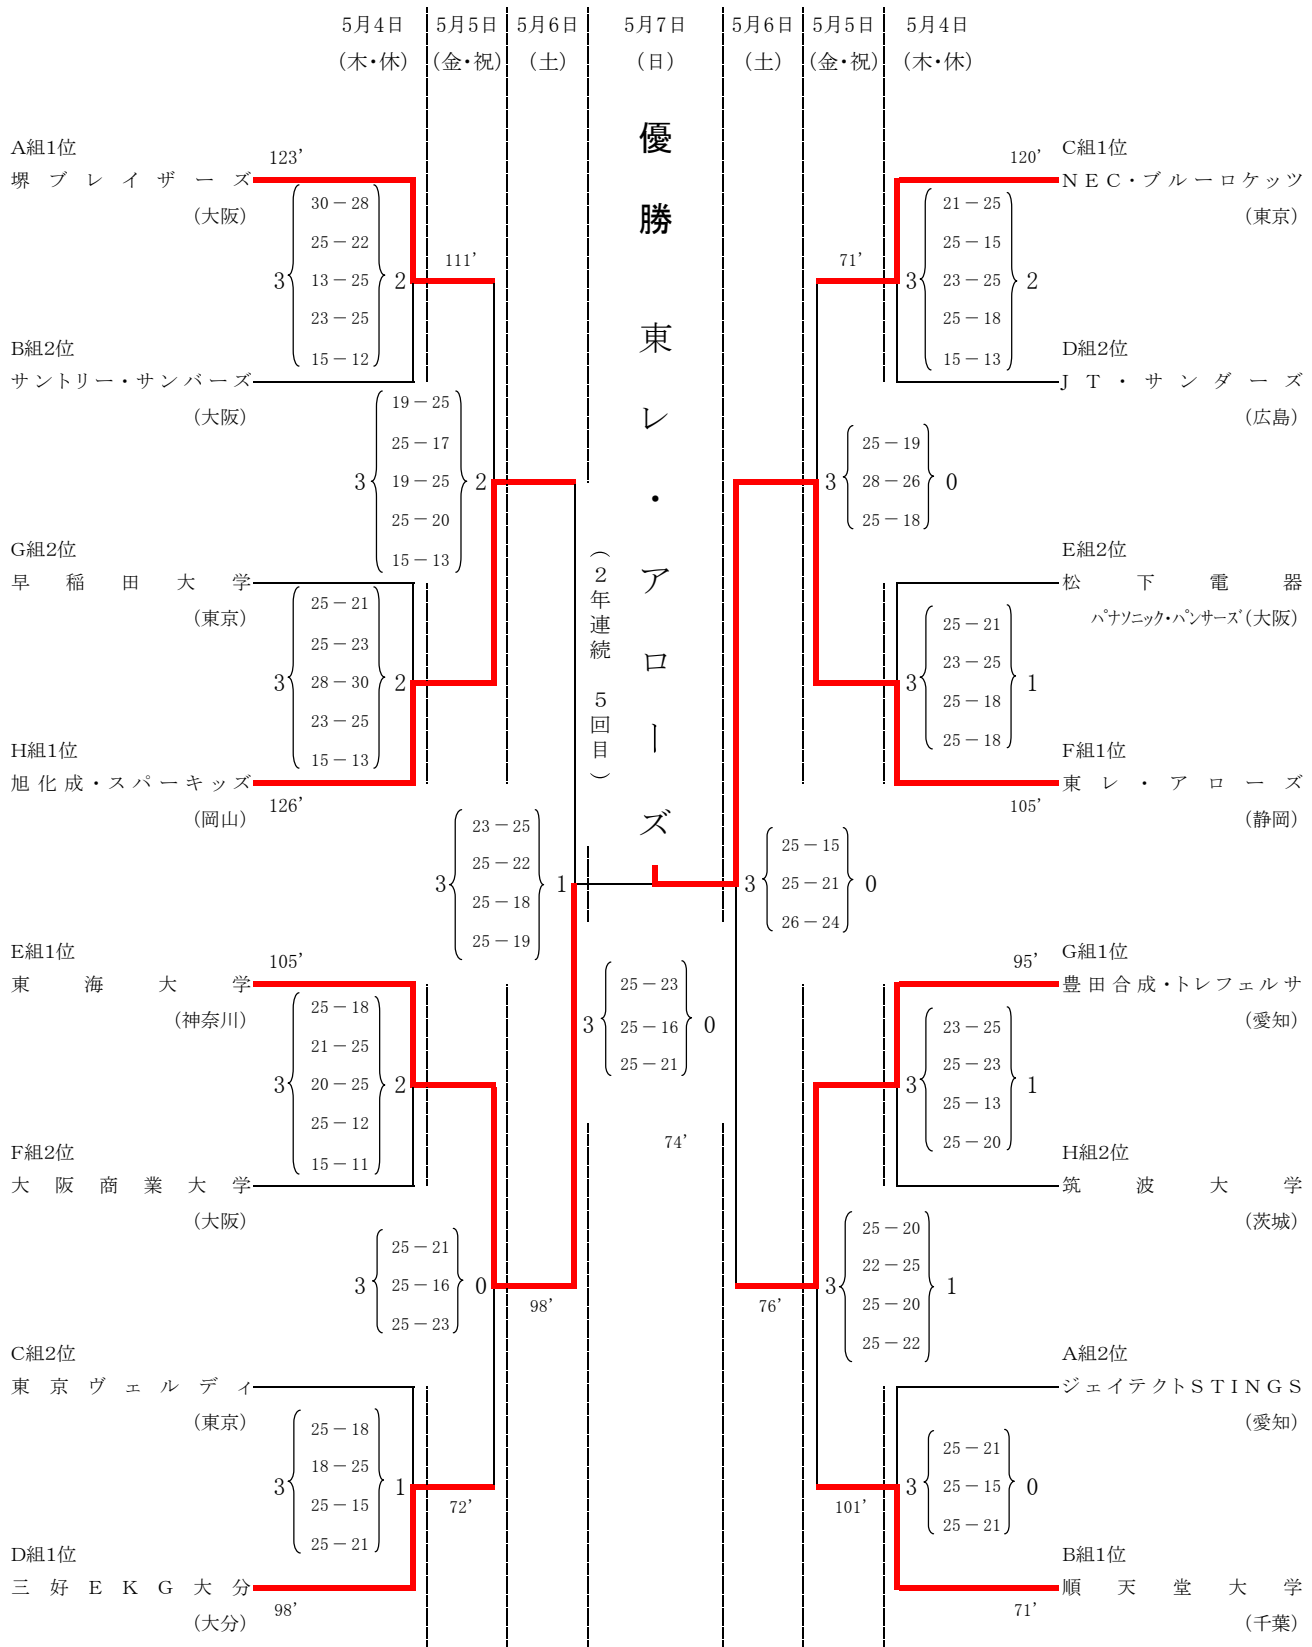 5月4日 5月5日 5月6日 5月7日 5月6日 5月5日 5月4日
(木・休) (金・祝) (土) (日) (土) (金・祝) (木・休)
優勝 東レ・アローズ
(2年連続 5回目)
A組1位
堺ブレイザーズ
(大阪)
123'
30-28
25-22
3 13-25 2
23-25
15-12
B組2位
サントリー・サンバーズ
(大阪)
111'
19-25
25-17
3 19-25 2
25-20
15-13
G組2位
早稲田大学
(東京)
25-21
25-23
3 28-30 2
23-25
15-13
H組1位
旭化成・スパーキッズ
(岡山)
126'
23-25
25-22
3 1
25-18
25-19
E組1位
東海大学
(神奈川)
105'
25-18
21-25
3 20-25 2
25-12
15-11
F組2位
大阪商業大学
(大阪)
25-21
3 25-16 0
25-23
98'
C組2位
東京ヴェルディ
(東京)
25-18
18-25
3 1
25-15
25-21
72'
D組1位
三好EKG大分
(大分)
98'
25-23
3 25-16 0
25-21
74'
C組1位
NEC・ブルーロケッツ
(東京)
120'
21-25
25-15
3 23-25 2
25-18
15-13
71'
D組2位
JT・サンダーズ
(広島)
25-19
3 28-26 0
25-18
E組2位
松下電器
パナソニック・パンサーズ(大阪)
25-21
23-25
3 1
25-18
25-18
F組1位
東レ・アローズ
(静岡)
105'
25-15
3 25-21 0
26-24
G組1位
豊田合成・トレフェルサ
(愛知)
95'
23-25
25-23
3 1
25-13
25-20
H組2位
筑波大学
(茨城)
25-20
22-25
3 1
25-20
25-22
76'
A組2位
ジェイテクトSTINGS
(愛知)
25-21
3 25-15 0
25-21
101'
B組1位
順天堂大学
(千葉)
71'